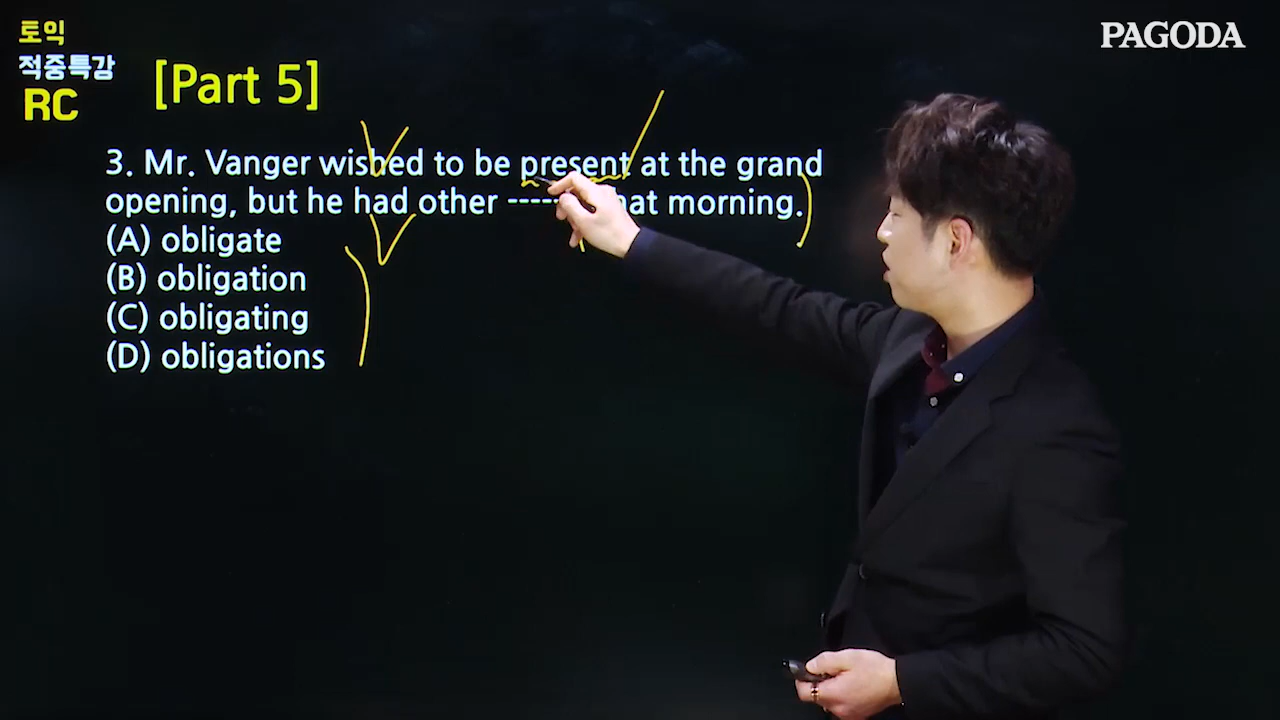 토익
적중특강
RC
[Part 5]
PAGODA
3. Mr. Vanger wished to be present at the grand
opening, but he had other ------ hat morning.
(A) obligate
(B) obligation
(C) obligating
(D) obligations